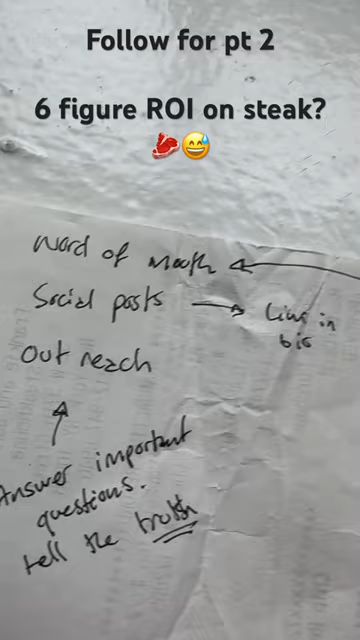 Follow for pt 2
6 figure ROI on steak?
🥩😅
Word of mouth
Social posts
Link in
bio
Out reach
Answer important
questions.
tell the truth